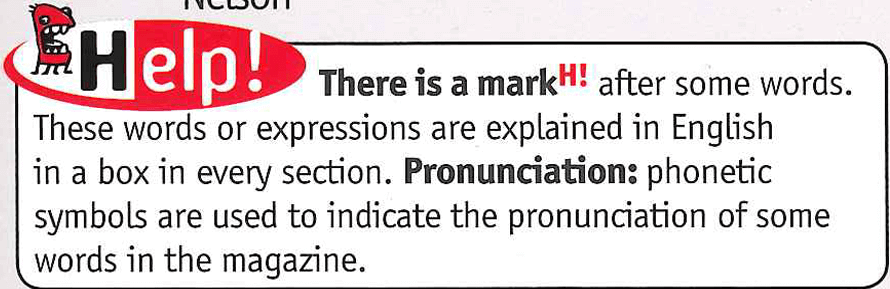 Nelson
Help!
There is a markH! after some words.
These words or expressions are explained in English
in a box in every section. Pronunciation: phonetic
symbols are used to indicate the pronunciation of some
words in the magazine.